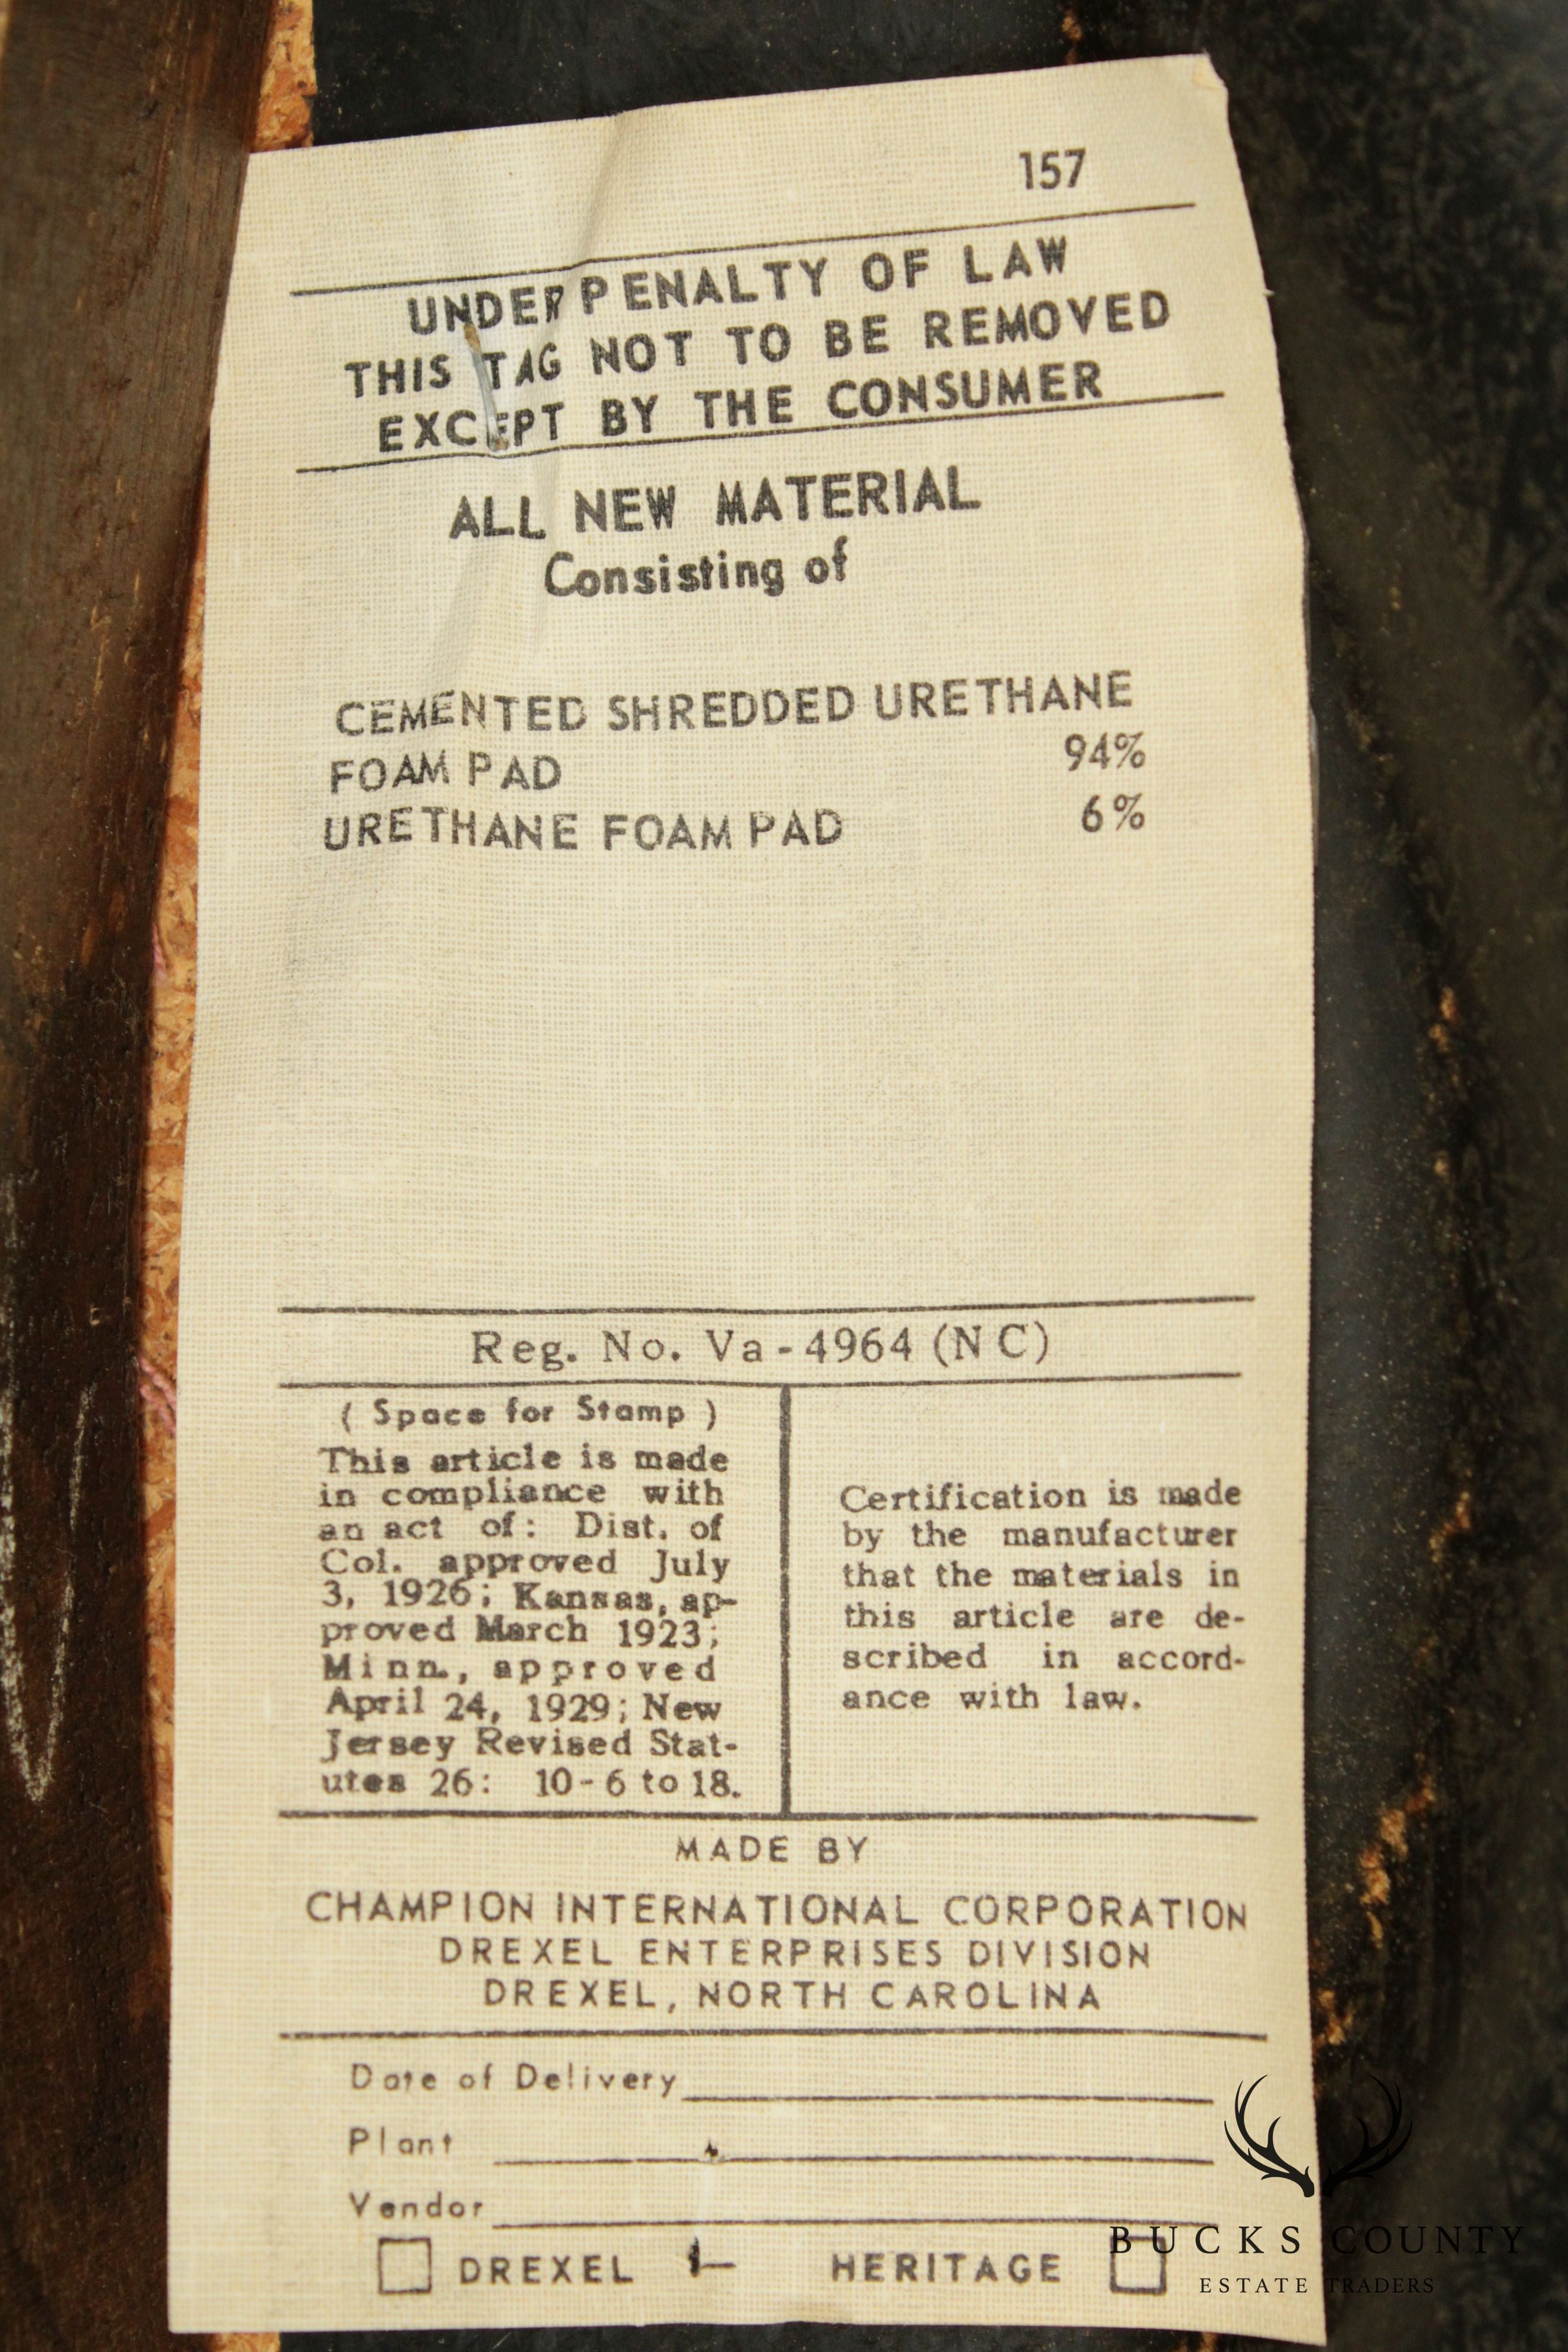 157
UNDER PENALTY OF LAW
THIS TAG NOT TO BE REMOVED
EXCEPT BY THE CONSUMER
ALL NEW MATERIAL
Consisting of
CEMENTED SHREDDED URETHANE
FOAM PAD 94%
URETHANE FOAM PAD 6%
Reg. No. Va-4964 (NC)
( Space for Stamp )
This article is made
in compliance with
an act of: Dist. of
Col. approved July
3, 1926; Kansas, ap-
proved March 1923;
Minn., approved
April 24, 1929; New
Jersey Revised Stat-
utes 26: 10-6 to 18.
Certification is made
by the manufacturer
that the materials in
this article are de-
scribed in accord-
ance with law.
MADE BY
CHAMPION INTERNATIONAL CORPORATION
DREXEL ENTERPRISES DIVISION
DREXEL, NORTH CAROLINA
Date of Delivery
Plant
Vendor
DREXEL HERITAGE
BUCKS COUNTY
ESTATE TRADERS